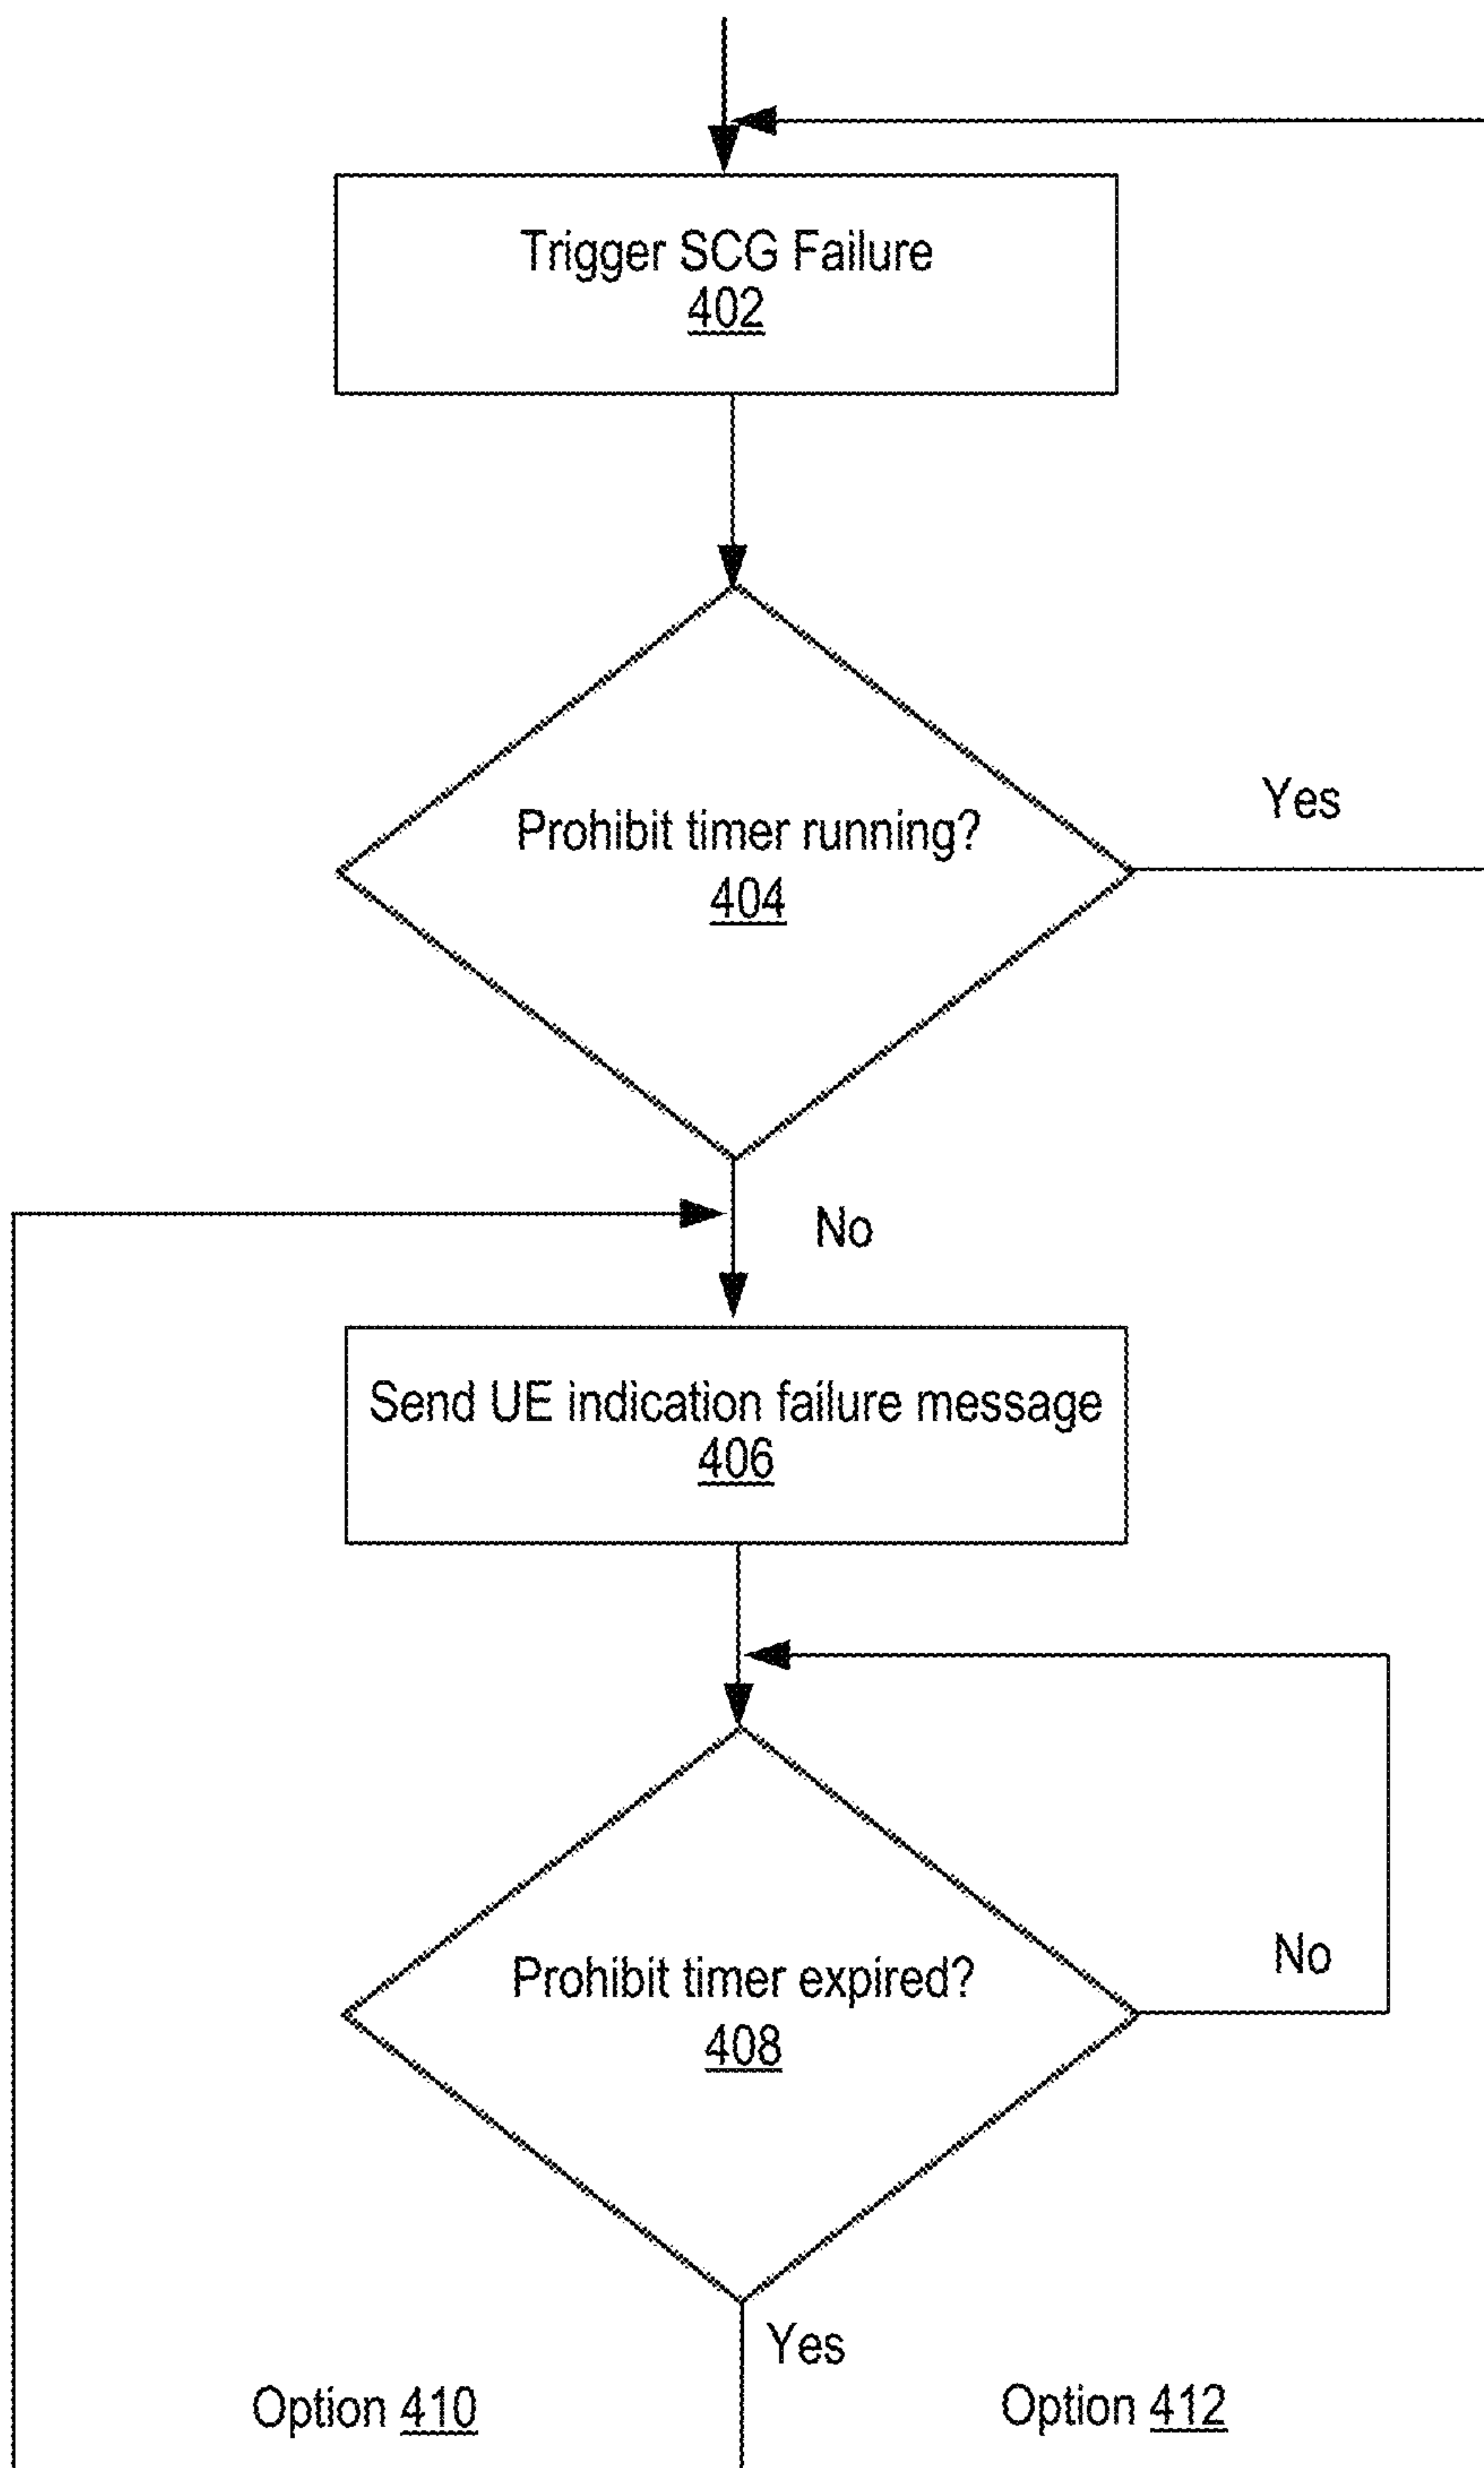 Trigger SCG Failure
402
Prohibit timer running?
404
Yes
No
Send UE indication failure message
406
Prohibit timer expired?
408
No
Yes
Option 410
Option 412